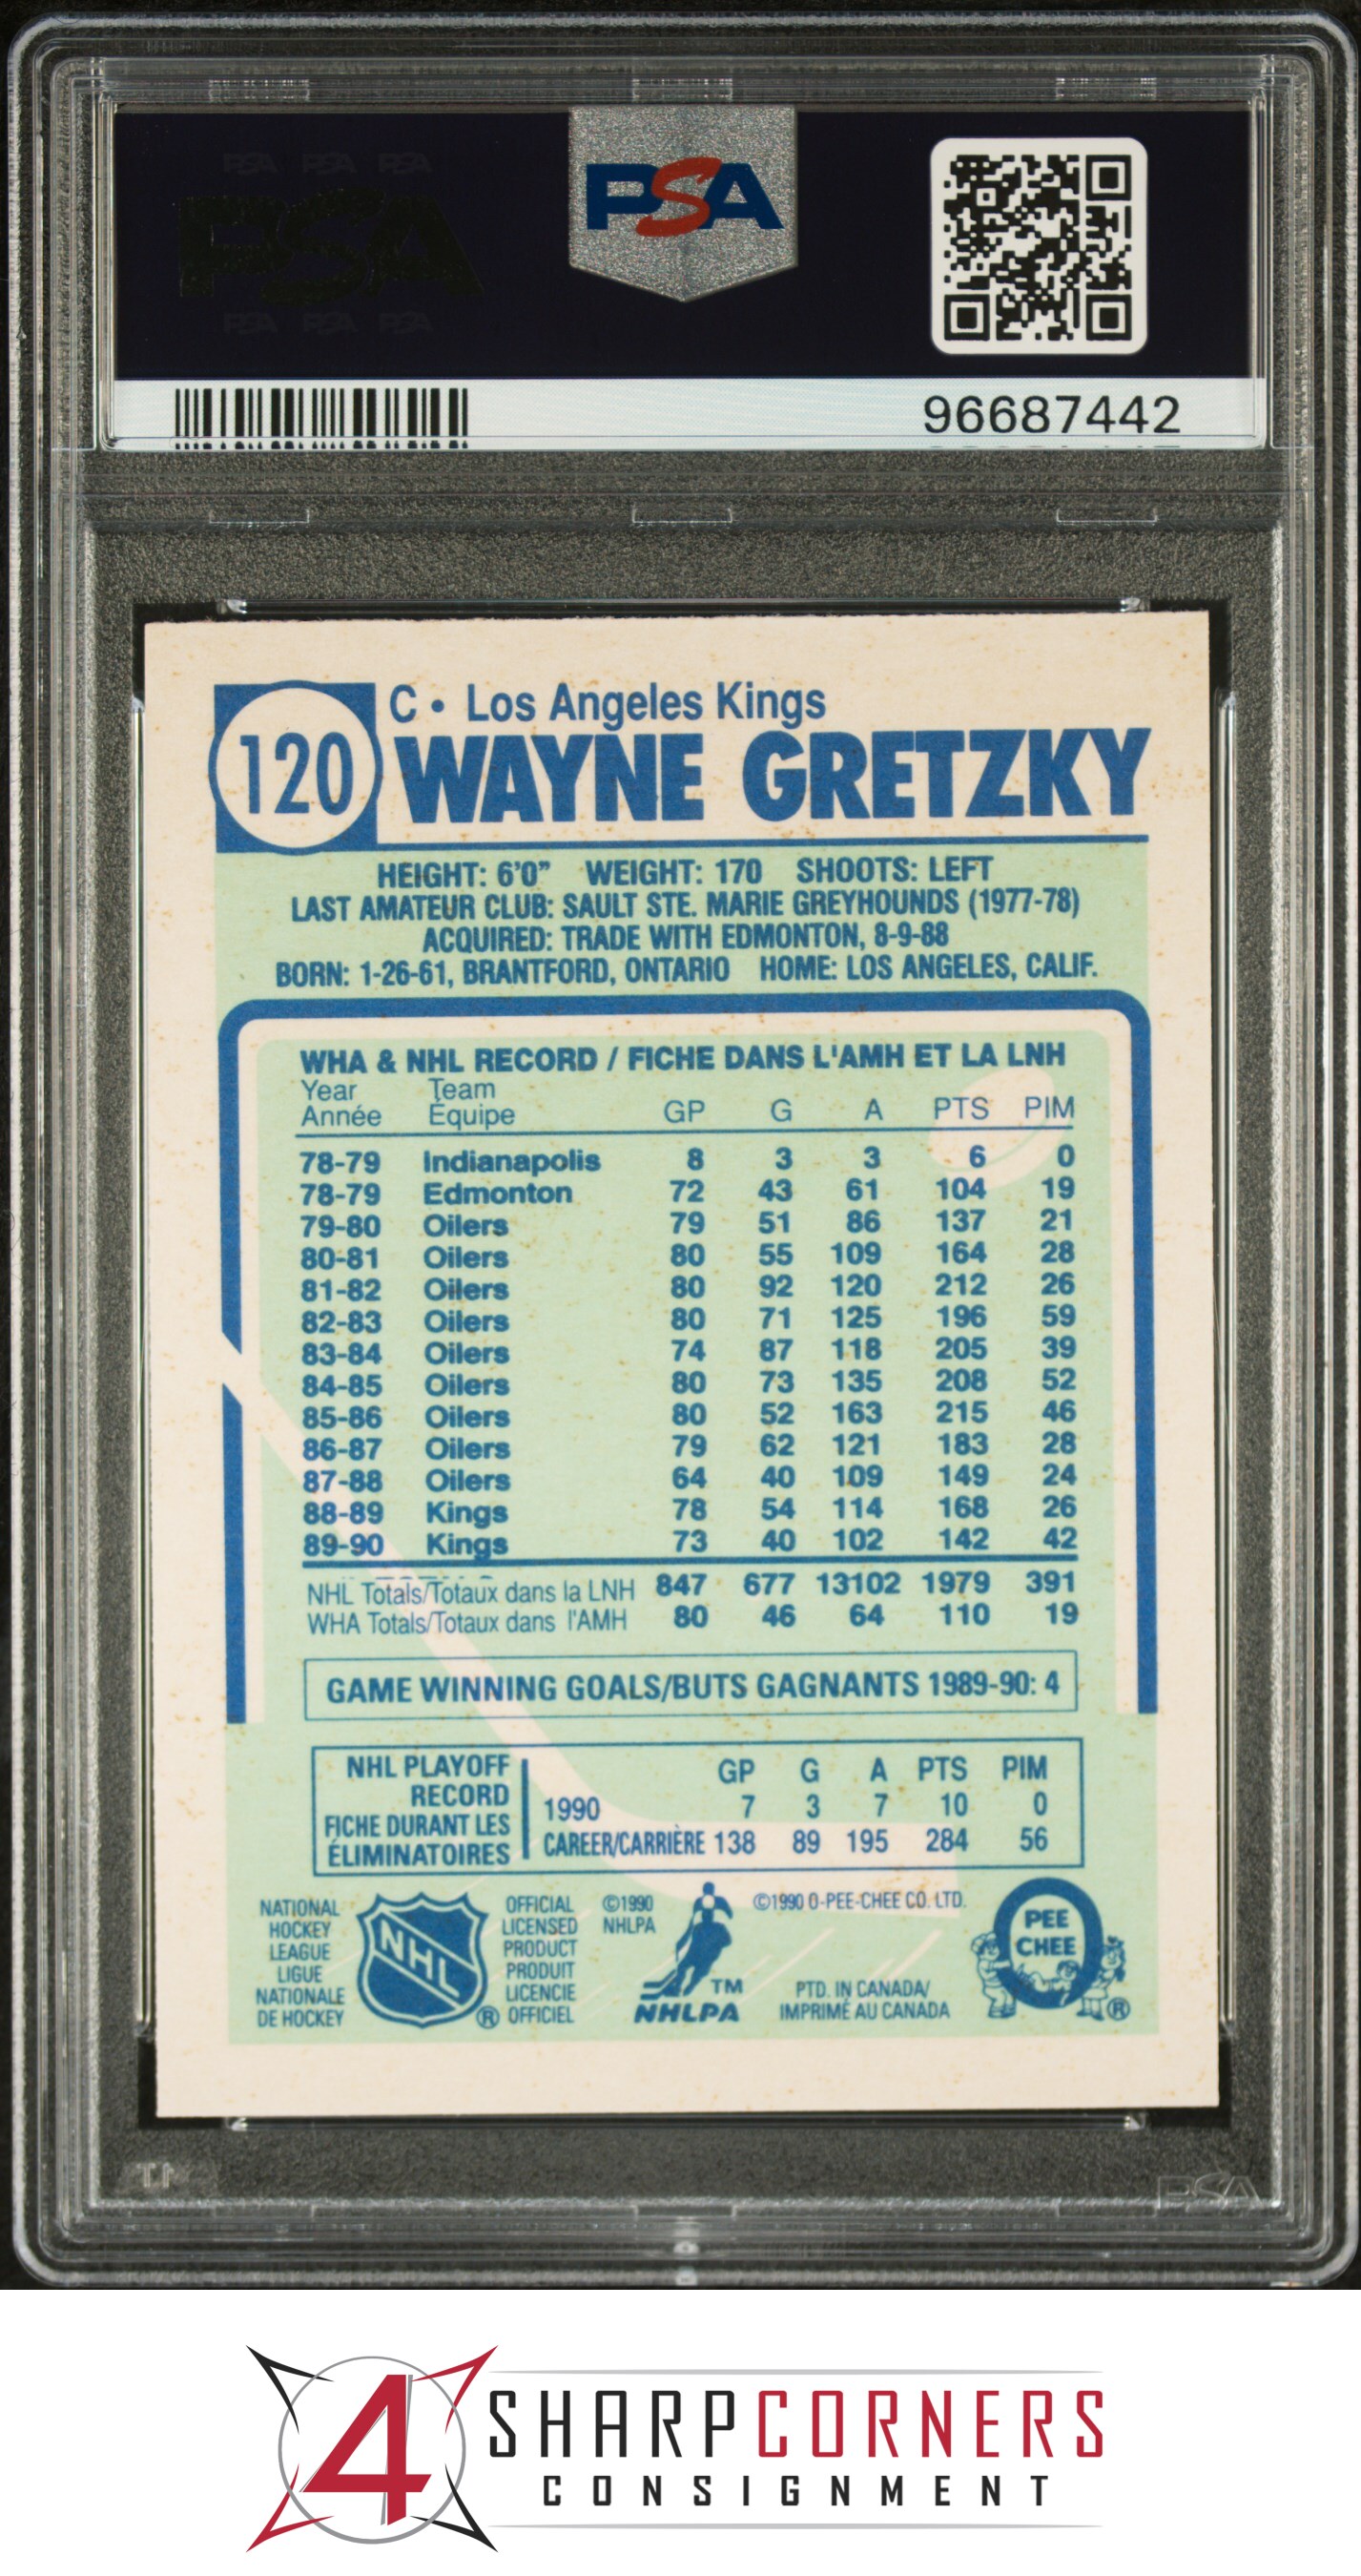 PSA PSA PSA
PSA
PSA PSA PSA
PSA
96687442
120
C • Los Angeles Kings
WAYNE GRETZKY
HEIGHT: 6'0" WEIGHT: 170 SHOOTS: LEFT
LAST AMATEUR CLUB: SAULT STE. MARIE GREYHOUNDS (1977-78)
ACQUIRED: TRADE WITH EDMONTON, 8-9-88
BORN: 1-26-61, BRANTFORD, ONTARIO HOME: LOS ANGELES, CALIF.
WHA & NHL RECORD / FICHE DANS L'AMH ET LA LNH
Year Team
Année Équipe GP G A PTS PIM
78-79 Indianapolis 8 3 3 6 0
78-79 Edmonton 72 43 61 104 19
79-80 Oilers 79 51 86 137 21
80-81 Oilers 80 55 109 164 28
81-82 Oilers 80 92 120 212 26
82-83 Oilers 80 71 125 196 59
83-84 Oilers 74 87 118 205 39
84-85 Oilers 80 73 135 208 52
85-86 Oilers 80 52 163 215 46
86-87 Oilers 79 62 121 183 28
87-88 Oilers 64 40 109 149 24
88-89 Kings 78 54 114 168 26
89-90 Kings 73 40 102 142 42
NHL Totals/Totaux dans la LNH 847 677 13102 1979 391
WHA Totals/Totaux dans l'AMH 80 46 64 110 19
GAME WINNING GOALS/BUTS GAGNANTS 1989-90: 4
NHL PLAYOFF
RECORD
FICHE DURANT LES
ÉLIMINATOIRES
GP G A PTS PIM
1990 7 3 7 10 0
CAREER/CARRIÈRE 138 89 195 284 56
NATIONAL
HOCKEY
LEAGUE
LIGUE
NATIONALE
DE HOCKEY
NHL
®
OFFICIAL
LICENSED
PRODUCT
PRODUIT
LICENCIE
OFFICIEL
©1990
NHLPA
TM
NHLPA
©1990 O-PEE-CHEE CO. LTD.
PTD. IN CANADA/
IMPRIMÉ AU CANADA
PEE
CHEE
®
PSA
4
SHARPCORNERS
CONSIGNMENT